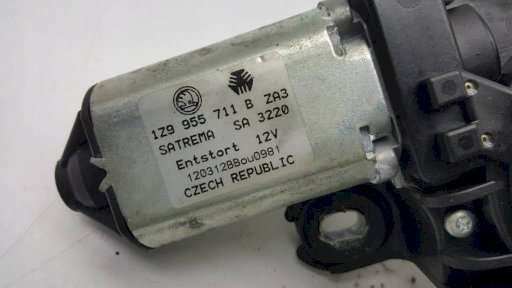 1Z9 955 711 B ZA3
SATREMA SA 3220
Entstort 12V
120312BBou0981
CZECH REPUBLIC